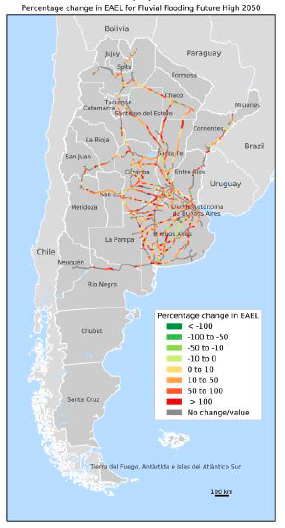 Percentage change in EAEL for Fluvial Flooding Future High 2050
Bolivia
Paraguay
Jujuy
Salta
Formosa
Chaco
Tucumán
Misiones
Catamarca
Santiago del Estero
Corrientes
La Rioja
Brazil
Santa Fe
San Juan
Córdoba
Entre Ríos
Uruguay
San Luis
Mendoza
Ciudad Autónoma
de Buenos Aires
Buenos Aires
La Pampa
Chile
Neuquén
Río Negro
Percentage change in EAEL
< -100
-100 to -50
-50 to -10
-10 to 0
0 to 10
10 to 50
50 to 100
> 100
No change/value
Chubut
Santa Cruz
Tierra del Fuego, Antártida e Islas del Atlántico Sur
100 km